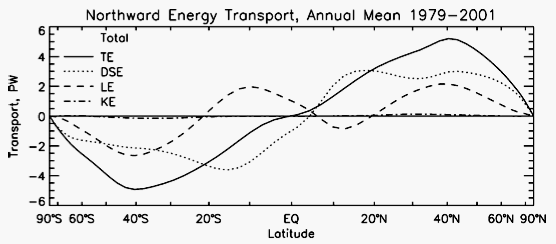 Northward Energy Transport, Annual Mean 1979-2001
Total
TE
DSE
LE
KE
Transport, PW
6
4
2
0
-2
-4
-6
90°S 60°S 40°S 20°S EQ 20°N 40°N 60°N 90°N
Latitude